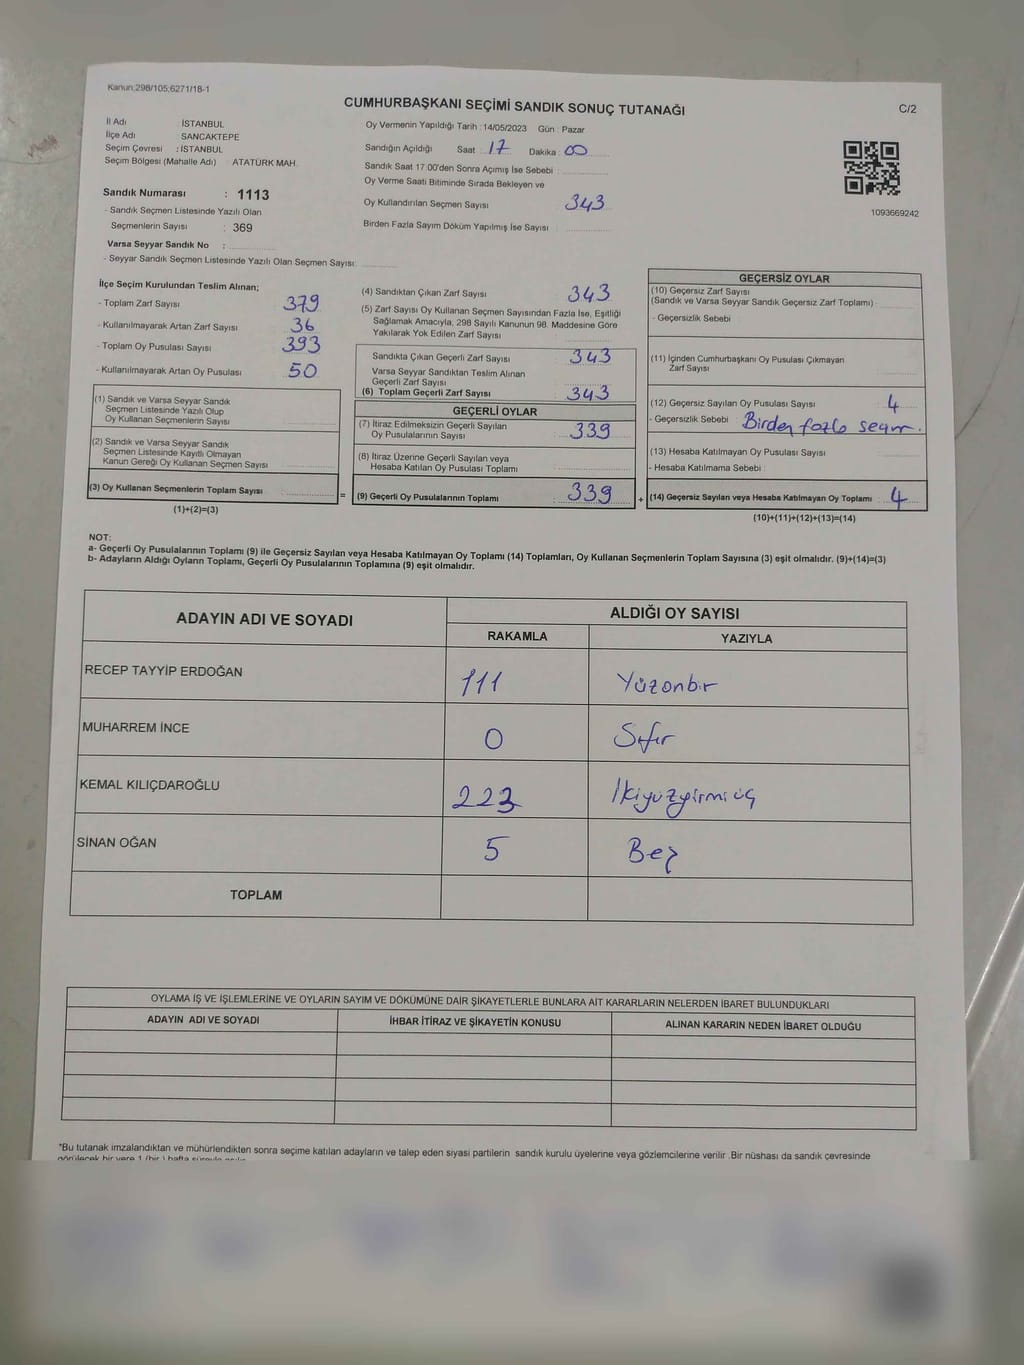 Kanun;298/105;6271/18-1
CUMHURBAŞKANI SEÇİMİ SANDIK SONUÇ TUTANAĞI
C/2
İl Adı : İSTANBUL
İlçe Adı : SANCAKTEPE
Seçim Çevresi : İSTANBUL
Seçim Bölgesi (Mahalle Adı) : ATATÜRK MAH.
Sandık Numarası : 1113
- Sandık Seçmen Listesinde Yazılı Olan
Seçmenlerin Sayısı : 369
Varsa Seyyar Sandık No :
- Seyyar Sandık Seçmen Listesinde Yazılı Olan Seçmen Sayısı:
Oy Vermenin Yapıldığı Tarih :14/05/2023 Gün : Pazar
Sandığın Açıldığı Saat : 17 Dakika : 00
Sandık Saat 17:00'den Sonra Açımış İse Sebebi :
Oy Verme Saati Bitiminde Sırada Bekleyen ve
Oy Kullandırılan Seçmen Sayısı : 343
Birden Fazla Sayım Döküm Yapılmış İse Sayısı :
1093669242
İlçe Seçim Kurulundan Teslim Alınan;
- Toplam Zarf Sayısı : 379
- Kullanılmayarak Artan Zarf Sayısı : 36
- Toplam Oy Pusulası Sayısı : 393
- Kullanılmayarak Artan Oy Pusulası : 50
(1) Sandık ve Varsa Seyyar Sandık
Seçmen Listesinde Yazılı Olup
Oy Kullanan Seçmenlerin Sayısı :
(2) Sandık ve Varsa Seyyar Sandık
Seçmen Listesinde Kayıtlı Olmayan
Kanun Gereği Oy Kullanan Seçmen Sayısı :
(3) Oy Kullanan Seçmenlerin Toplam Sayısı :
(1)+(2)=(3)
(4) Sandıktan Çıkan Zarf Sayısı : 343
(5) Zarf Sayısı Oy Kullanan Seçmen Sayısından Fazla İse, Eşitliği
Sağlamak Amacıyla, 298 Sayılı Kanunun 98. Maddesine Göre
Yakılarak Yok Edilen Zarf Sayısı :
Sandıkta Çıkan Geçerli Zarf Sayısı : 343
Varsa Seyyar Sandıktan Teslim Alınan
Geçerli Zarf Sayısı :
(6) Toplam Geçerli Zarf Sayısı : 343
GEÇERLİ OYLAR
(7) İtiraz Edilmeksizin Geçerli Sayılan
Oy Pusulalarının Sayısı : 339
(8) İtiraz Üzerine Geçerli Sayılan veya
Hesaba Katılan Oy Pusulası Toplamı :
= (9) Geçerli Oy Pusulalarının Toplamı : 339
GEÇERSİZ OYLAR
(10) Geçersiz Zarf Sayısı
(Sandık ve Varsa Seyyar Sandık Geçersiz Zarf Toplamı) :
- Geçersizlik Sebebi :
(11) İçinden Cumhurbaşkanı Oy Pusulası Çıkmayan
Zarf Sayısı :
(12) Geçersiz Sayılan Oy Pusulası Sayısı : 4
- Geçersizlik Sebebi : Birden fazla seçim.
(13) Hesaba Katılmayan Oy Pusulası Sayısı :
- Hesaba Katılmama Sebebi :
+ (14) Geçersiz Sayılan veya Hesaba Katılmayan Oy Toplamı : 4
(10)+(11)+(12)+(13)=(14)
NOT:
a- Geçerli Oy Pusulalarının Toplamı (9) ile Geçersiz Sayılan veya Hesaba Katılmayan Oy Toplamı (14) Toplamları, Oy Kullanan Seçmenlerin Toplam Sayısına (3) eşit olmalıdır. (9)+(14)=(3)
b- Adayların Aldığı Oyların Toplamı, Geçerli Oy Pusulalarının Toplamına (9) eşit olmalıdır.
ADAYIN ADI VE SOYADI
ALDIĞI OY SAYISI
RAKAMLA YAZIYLA
RECEP TAYYİP ERDOĞAN 111 Yüzonbir
MUHARREM İNCE 0 Sıfır
KEMAL KILIÇDAROĞLU 223 İkiyüzyirmiüç
SİNAN OĞAN 5 Beş
TOPLAM
OYLAMA İŞ VE İŞLEMLERİNE VE OYLARIN SAYIM VE DÖKÜMÜNE DAİR ŞİKAYETLERLE BUNLARA AİT KARARLARIN NELERDEN İBARET BULUNDUKLARI
ADAYIN ADI VE SOYADI İHBAR İTİRAZ VE ŞİKAYETİN KONUSU ALINAN KARARIN NEDEN İBARET OLDUĞU
*Bu tutanak imzalandıktan ve mühürlendikten sonra seçime katılan adayların ve talep eden siyasi partilerin sandık kurulu üyelerine veya gözlemcilerine verilir .Bir nüshası da sandık çevresinde